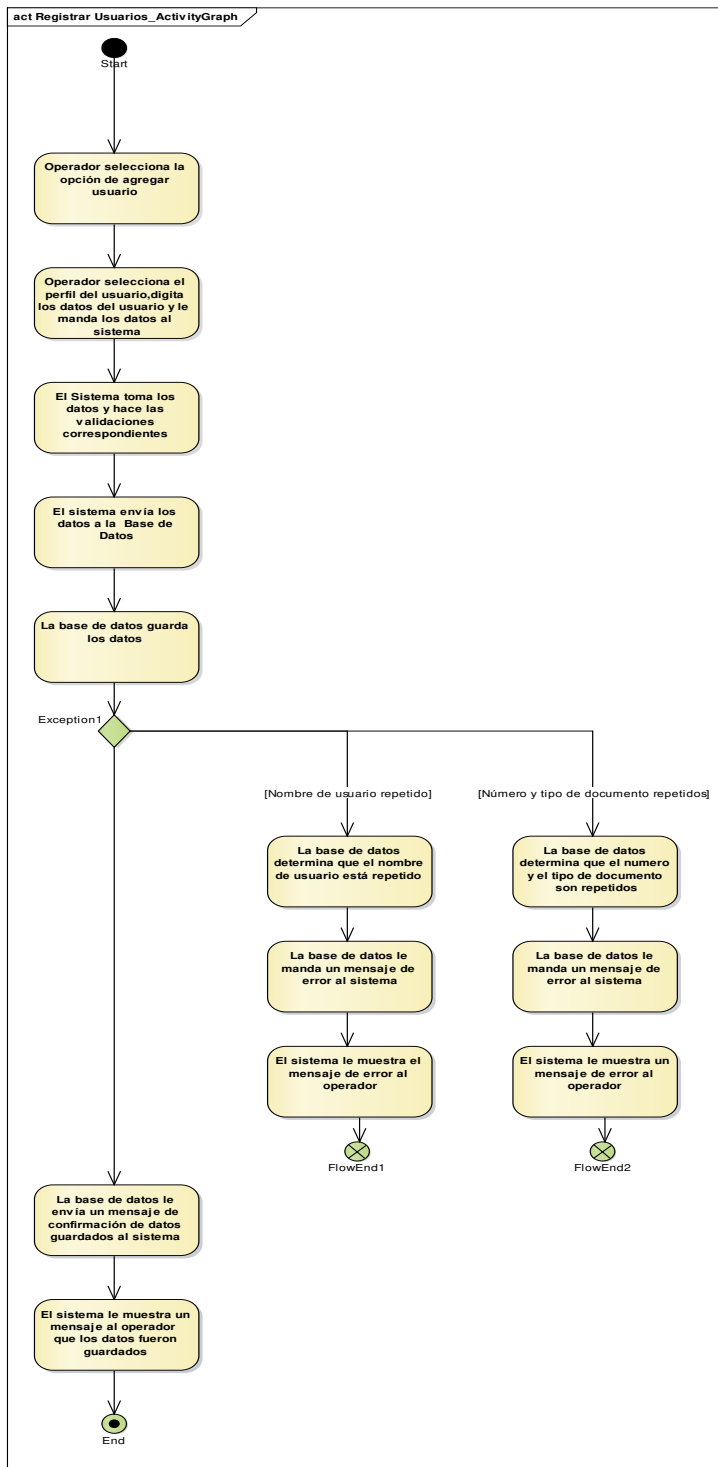 act Registrar Usuarios_ActivityGraph
Start
Operador selecciona la
opción de agregar
usuario
Operador selecciona el
perfil del usuario,digita
los datos del usuario y le
manda los datos al
sistema
El Sistema toma los
datos y hace las
validaciones
correspondientes
El sistema envía los
datos a la Base de
Datos
La base de datos guarda
los datos
Exception1
[Nombre de usuario repetido]
[Número y tipo de documento repetidos]
La base de datos
determina que el nombre
de usuario está repetido
La base de datos
determina que el numero
y el tipo de documento
son repetidos
La base de datos le
manda un mensaje de
error al sistema
La base de datos le
manda un mensaje de
error al sistema
El sistema le muestra el
mensaje de error al
operador
El sistema le muestra un
mensaje de error al
operador
FlowEnd1
FlowEnd2
La base de datos le
envía un mensaje de
confirmación de datos
guardados al sistema
El sistema le muestra un
mensaje al operador
que los datos fueron
guardados
End